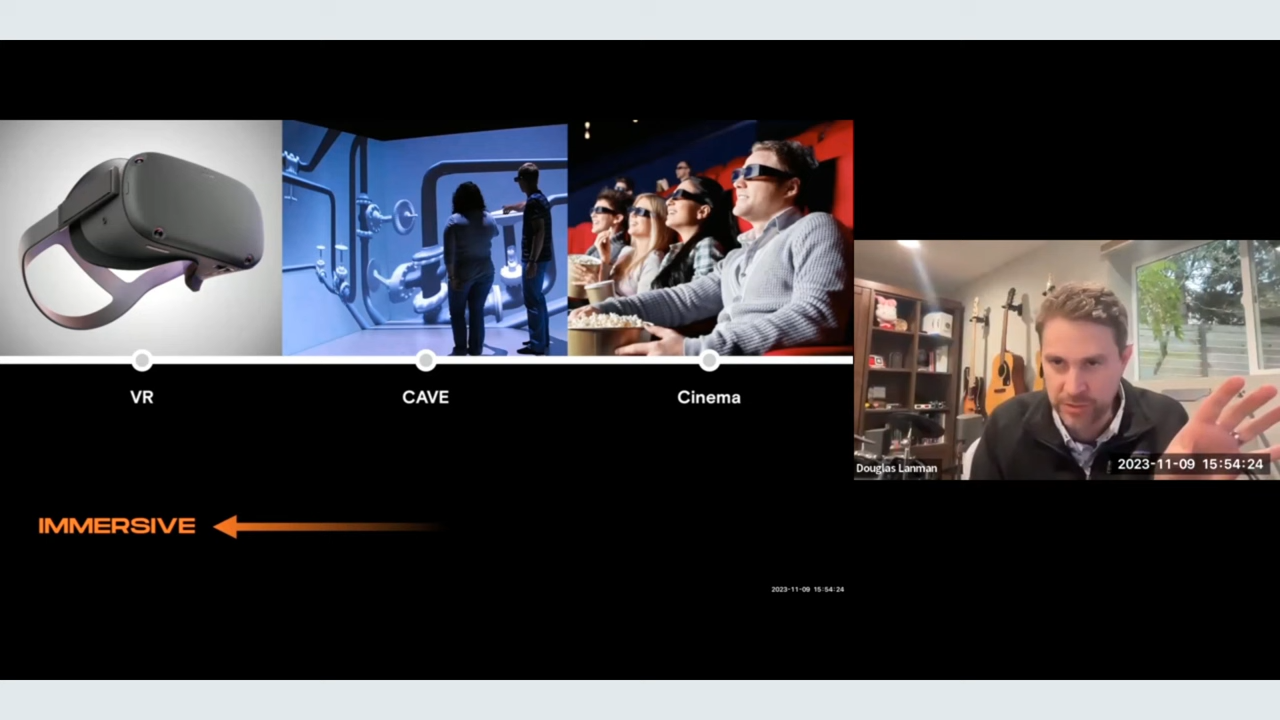 VR
CAVE
Cinema
IMMERSIVE
2023-11-09 15:54:24
Douglas Lanman
2023-11-09 15:54:24